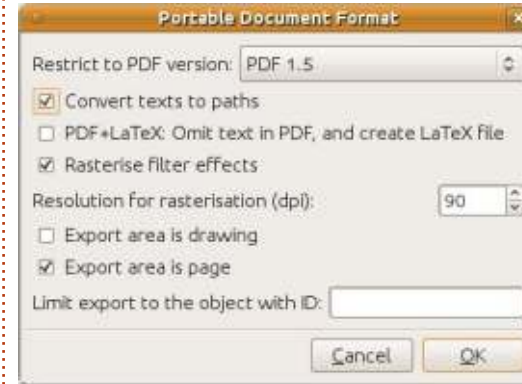 Portable Document Format
Restrict to PDF version: PDF 1.5
Convert texts to paths
PDF+LaTeX: Omit text in PDF, and create LaTeX file
Rasterise filter effects
Resolution for rasterisation (dpi): 90
Export area is drawing
Export area is page
Limit export to the object with ID:
Cancel OK